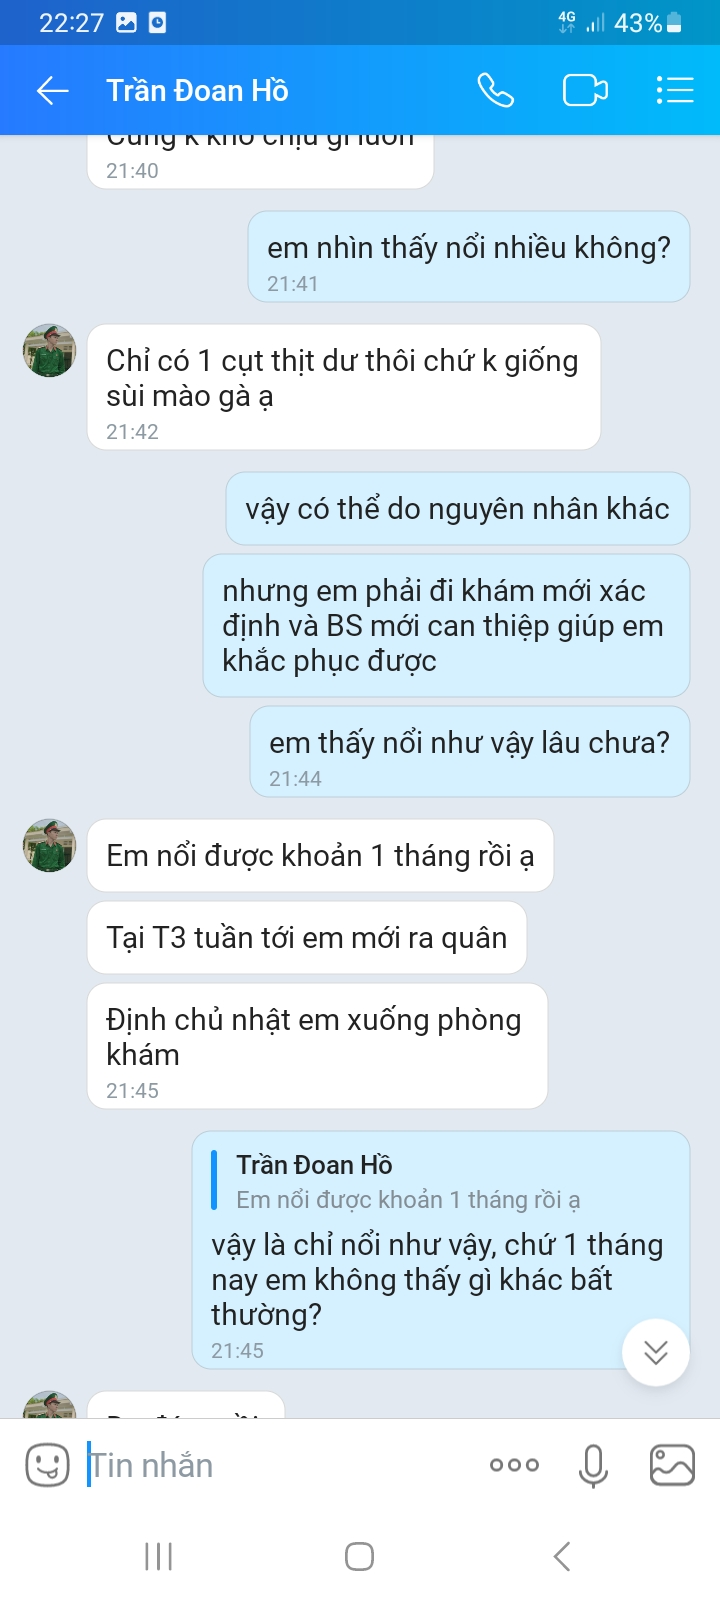 22:27
4G
43%
Trần Đoan Hồ
Cũng k khó chịu gì luôn
21:40
em nhìn thấy nổi nhiều không?
21:41
Chỉ có 1 cụt thịt dư thôi chứ k giống
sùi mào gà ạ
21:42
vậy có thể do nguyên nhân khác
nhưng em phải đi khám mới xác
định và BS mới can thiệp giúp em
khắc phục được
em thấy nổi như vậy lâu chưa?
21:44
Em nổi được khoản 1 tháng rồi ạ
Tại T3 tuần tới em mới ra quân
Định chủ nhật em xuống phòng
khám
21:45
Trần Đoan Hồ
Em nổi được khoản 1 tháng rồi ạ
vậy là chỉ nổi như vậy, chứ 1 tháng
nay em không thấy gì khác bất
thường?
21:45
Tin nhắn